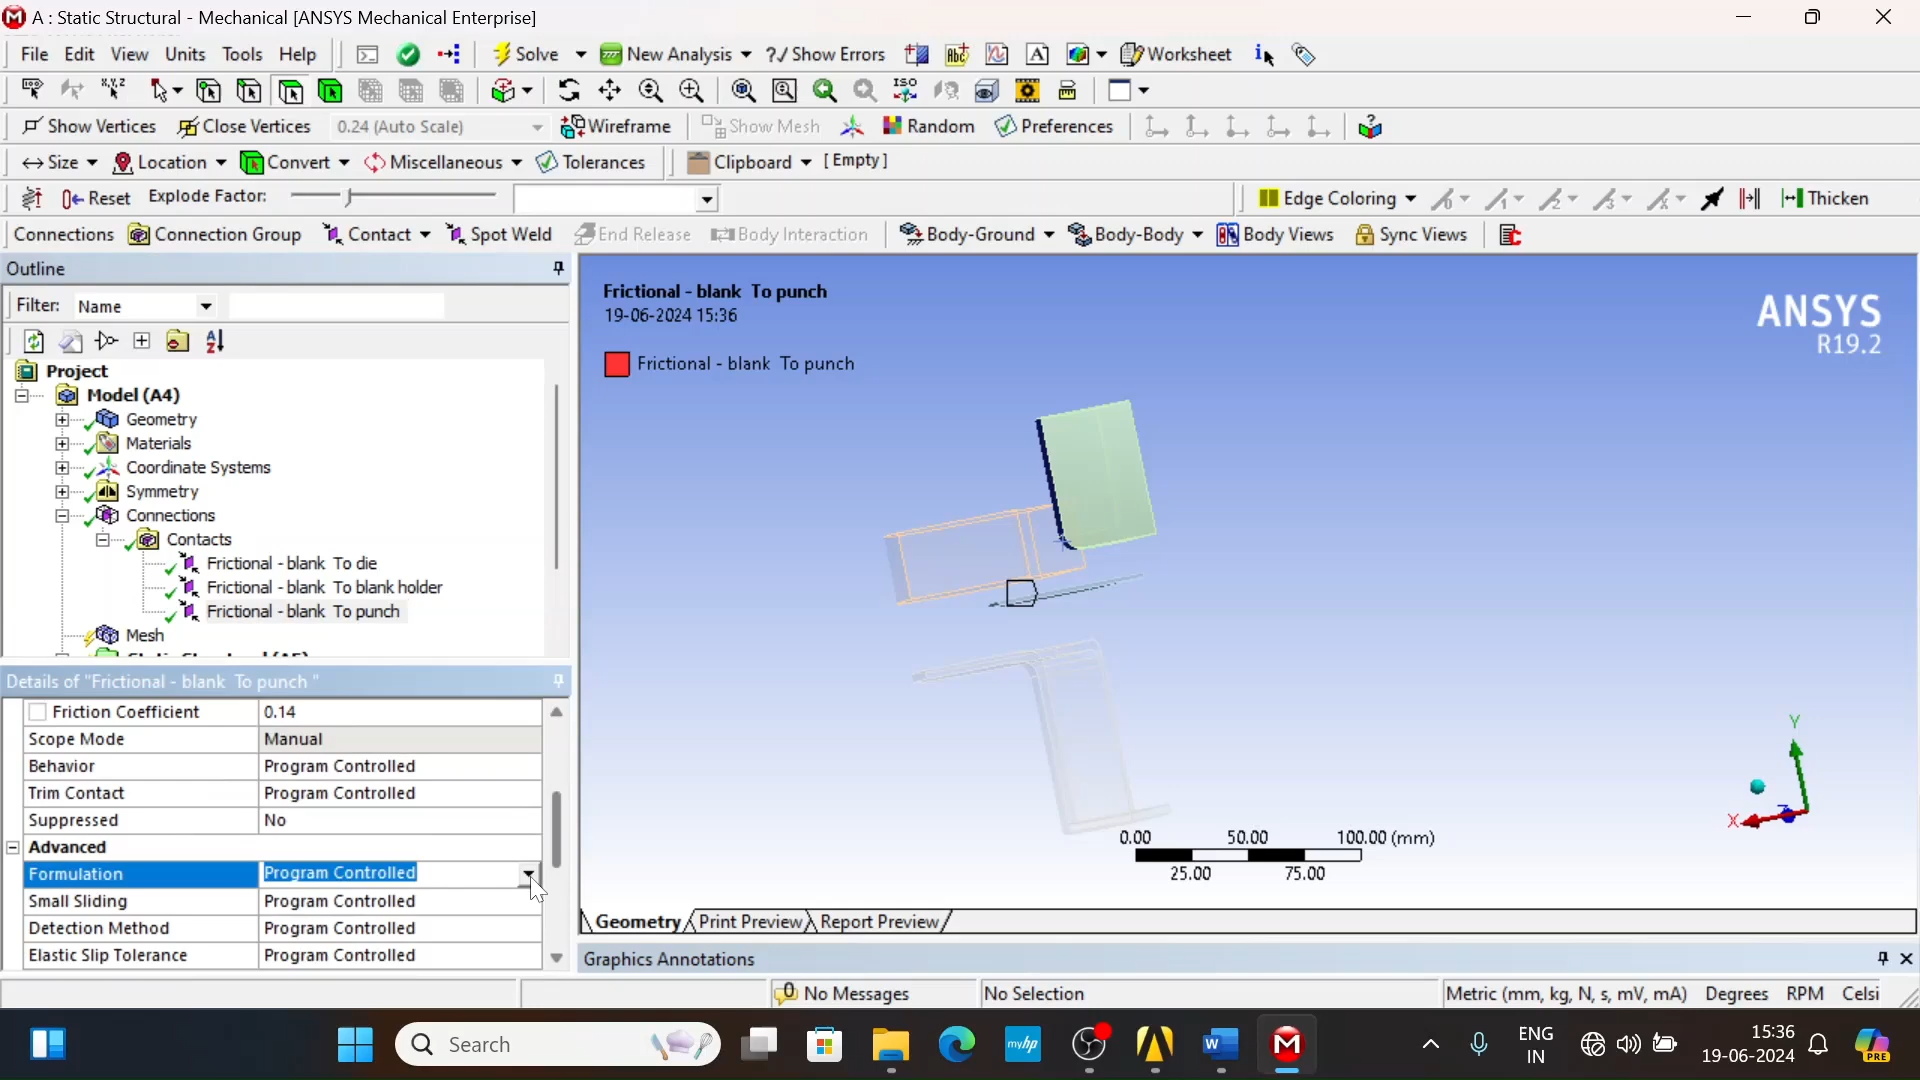 A : Static Structural - Mechanical [ANSYS Mechanical Enterprise]
File Edit View Units Tools Help Solve New Analysis ?/ Show Errors Worksheet
Show Vertices Close Vertices 0.24 (Auto Scale) Wireframe Show Mesh Random Preferences
Size Location Convert Miscellaneous Tolerances Clipboard [ Empty ]
Reset Explode Factor: Edge Coloring Thicken
Connections Connection Group Contact Spot Weld End Release Body Interaction Body-Ground Body-Body Body Views Sync Views
Outline
Filter: Name
Project
Model (A4)
Geometry
Materials
Coordinate Systems
Symmetry
Connections
Contacts
Frictional - blank To die
Frictional - blank To blank holder
Frictional - blank To punch
Mesh
Details of "Frictional - blank To punch "
Friction Coefficient 0.14
Scope Mode Manual
Behavior Program Controlled
Trim Contact Program Controlled
Suppressed No
Advanced
Formulation Program Controlled
Small Sliding Program Controlled
Detection Method Program Controlled
Elastic Slip Tolerance Program Controlled
Frictional - blank To punch
19-06-2024 15:36
Frictional - blank To punch
ANSYS
R19.2
Y
X
Z
0.00 50.00 100.00 (mm)
25.00 75.00
Geometry Print Preview Report Preview
Graphics Annotations
No Messages No Selection Metric (mm, kg, N, s, mV, mA) Degrees RPM Celsi
Search
myhp
ENG
IN
15:36
19-06-2024
PRE